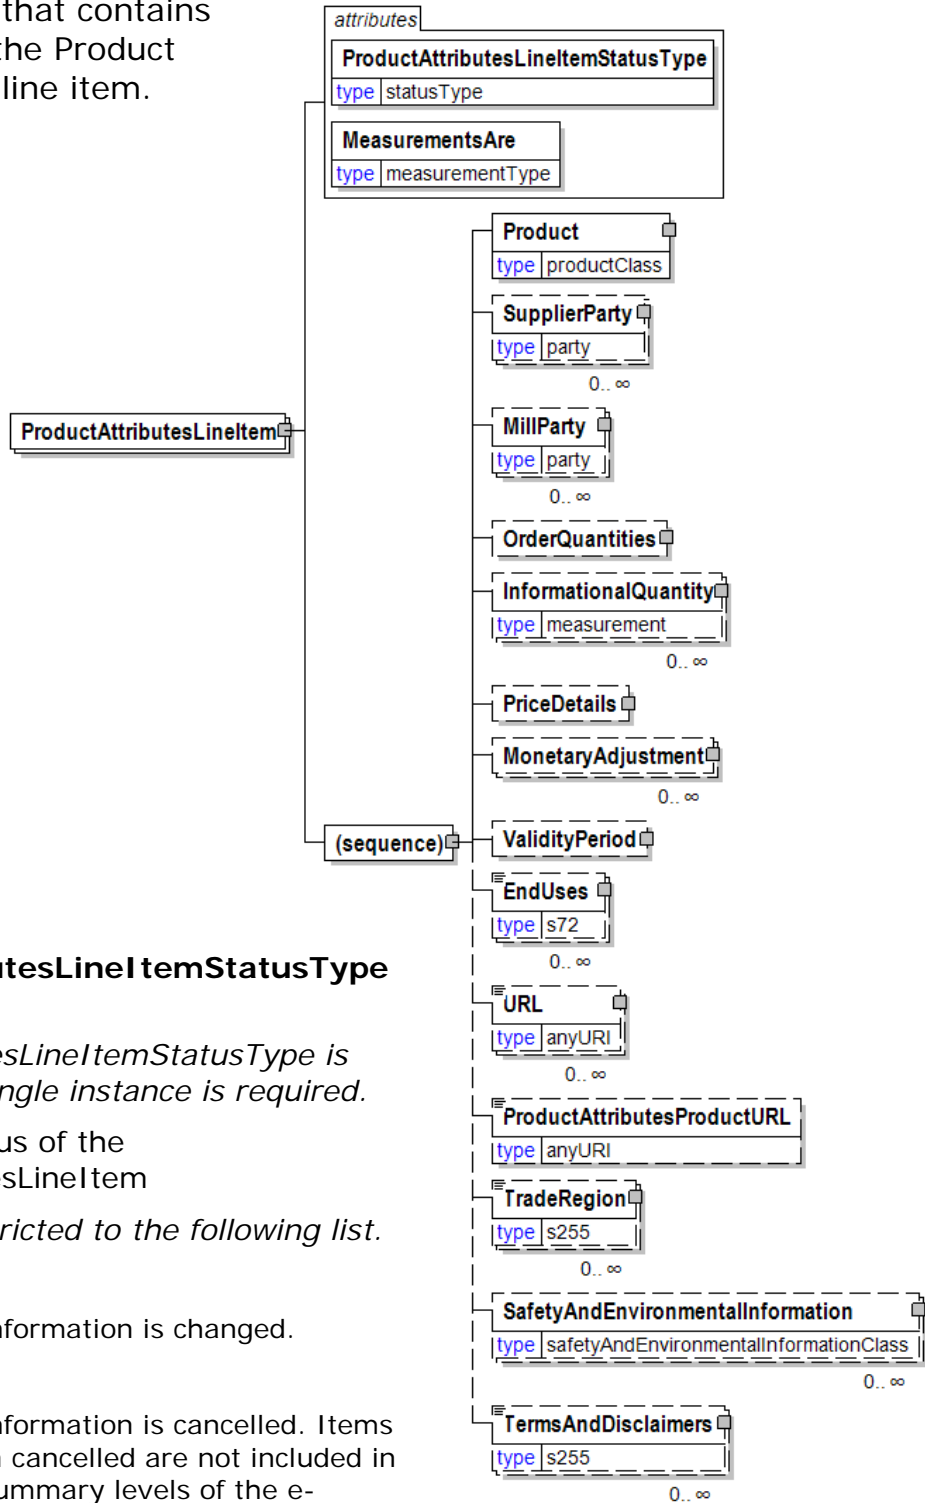 that contains
the Product
line item.
attributes
ProductAttributesLineItemStatusType
type statusType
MeasurementsAre
type measurementType
Product
type productClass
SupplierParty
type party
0.. ∞
MillParty
type party
0.. ∞
ProductAttributesLineItem
OrderQuantities
InformationalQuantity
type measurement
0.. ∞
PriceDetails
MonetaryAdjustment
0.. ∞
(sequence)
ValidityPeriod
EndUses
type s72
0.. ∞
URL
type anyURI
0.. ∞
ProductAttributesProductURL
type anyURI
TradeRegion
type s255
0.. ∞
SafetyAndEnvironmentalInformation
type safetyAndEnvironmentalInformationClass
0.. ∞
TermsAndDisclaimers
type s255
0.. ∞
utesLineItemStatusType
esLineItemStatusType is
ngle instance is required.
us of the
esLineItem
ricted to the following list.
nformation is changed.
nformation is cancelled. Items
n cancelled are not included in
ummary levels of the e-